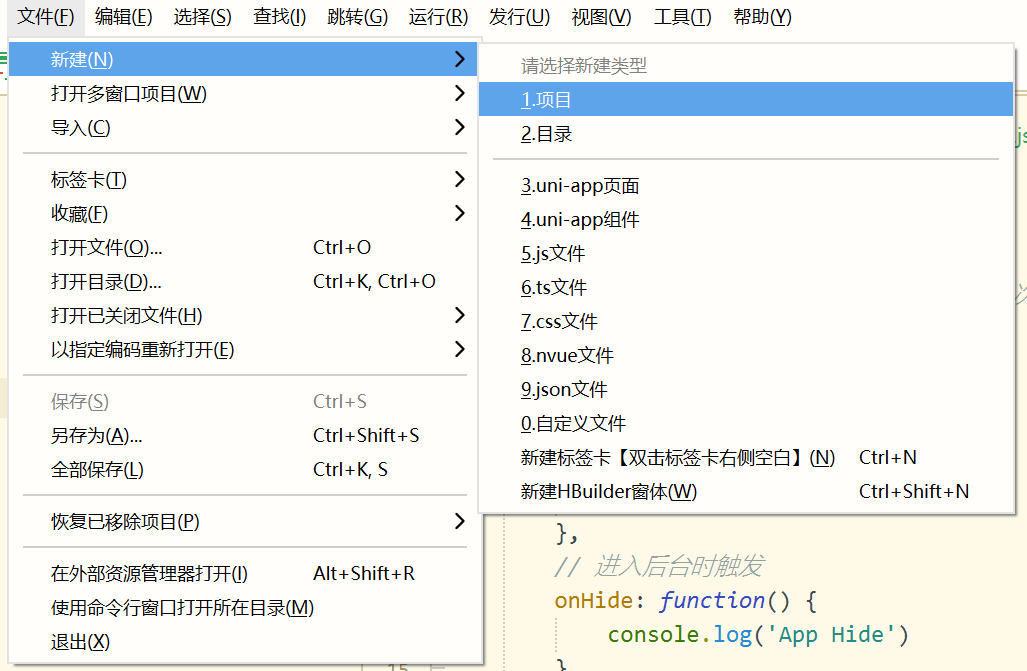 文件(F) 编辑(E) 选择(S) 查找(I) 跳转(G) 运行(R) 发行(U) 视图(V) 工具(T) 帮助(Y)
新建(N)
打开多窗口项目(W)
导入(C)
标签卡(T)
收藏(F)
打开文件(O)... Ctrl+O
打开目录(D)... Ctrl+K, Ctrl+O
打开已关闭文件(H)
以指定编码重新打开(E)
保存(S) Ctrl+S
另存为(A)... Ctrl+Shift+S
全部保存(L) Ctrl+K, S
恢复已移除项目(P)
在外部资源管理器打开(I) Alt+Shift+R
使用命令行窗口打开所在目录(M)
退出(X)
请选择新建类型
1.项目
2.目录
3.uni-app页面
4.uni-app组件
5.js文件
6.ts文件
7.css文件
8.nvue文件
9.json文件
0.自定义文件
新建标签卡【双击标签卡右侧空白】(N) Ctrl+N
新建HBuilder窗体(W) Ctrl+Shift+N
js
},
// 进入后台时触发
onHide: function() {
console.log('App Hide')
}
15